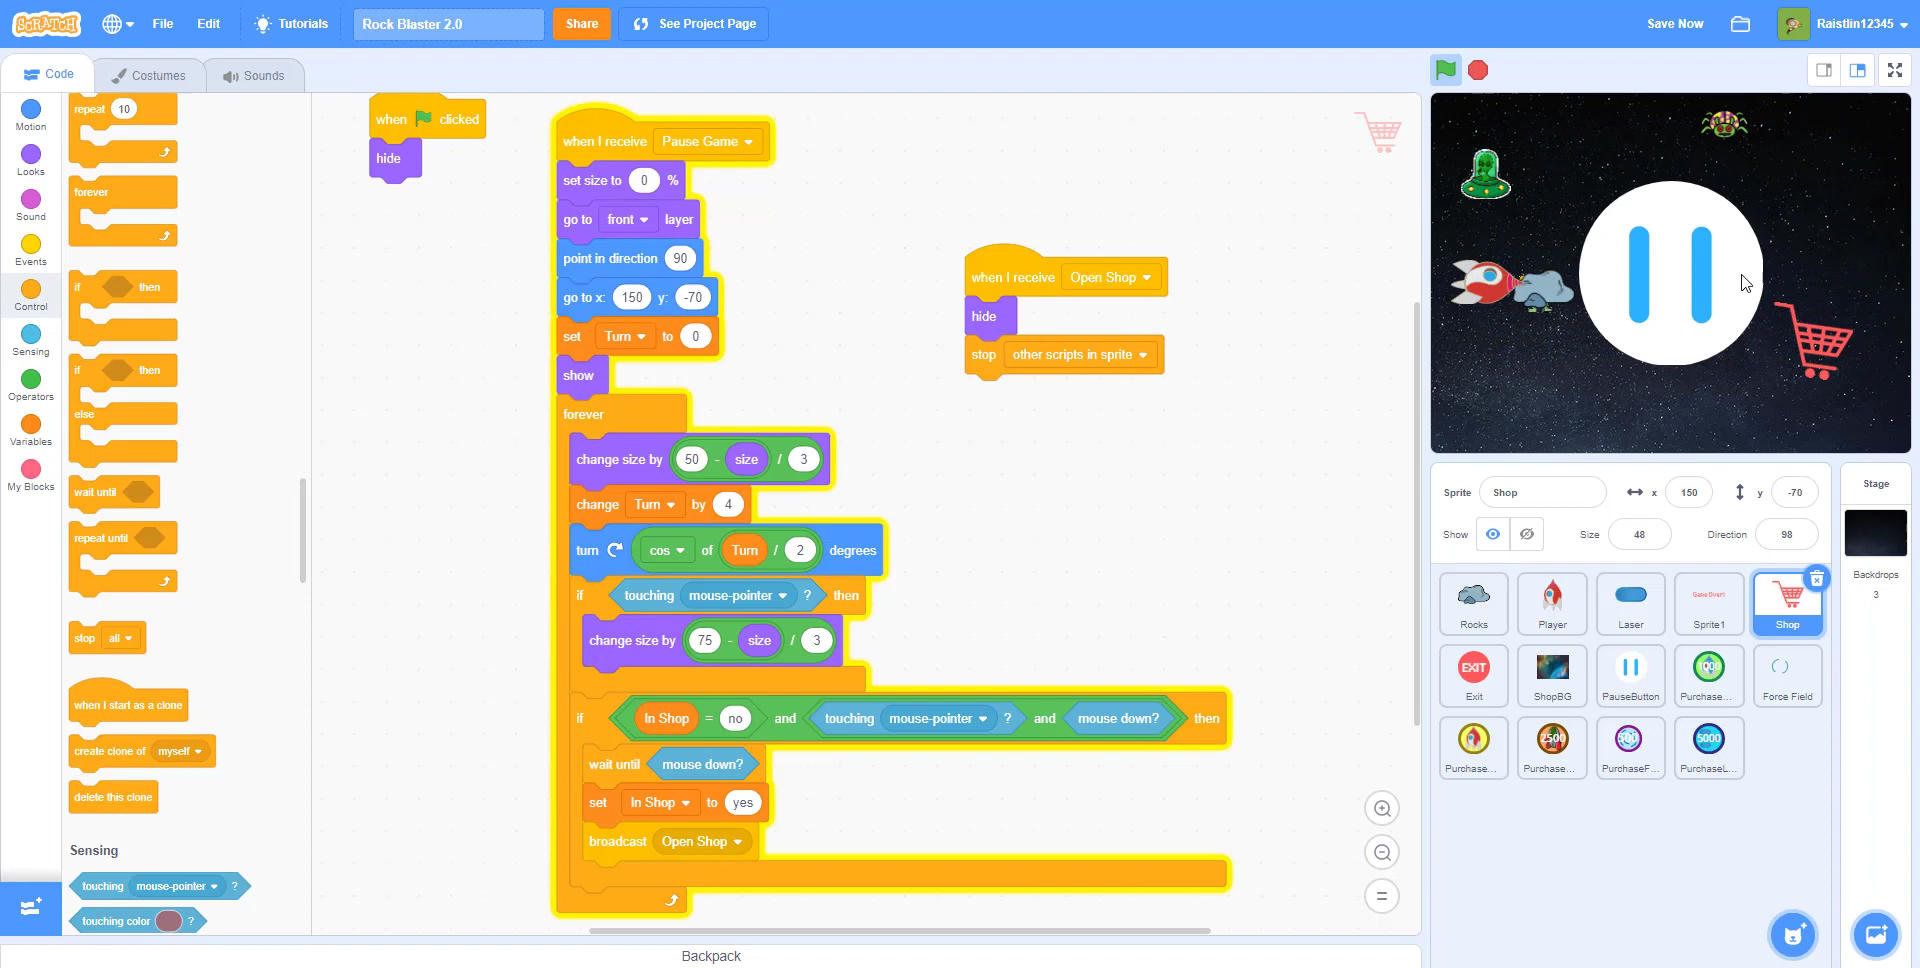 SCRATCH
File
Edit
Tutorials
Rock Blaster 2.0
Share
See Project Page
Save Now
Raistlin12345
Code
Costumes
Sounds
Motion
Looks
Sound
Events
Control
Sensing
Operators
Variables
My Blocks
repeat 10
forever
if then
if then
else
wait until
repeat until
stop all
when I start as a clone
create clone of myself
delete this clone
Sensing
touching mouse-pointer ?
touching color ?
when clicked
hide
when I receive Pause Game
set size to 0 %
go to front layer
point in direction 90
go to x: 150 y: -70
set Turn to 0
show
forever
change size by 50 - size / 3
change Turn by 4
turn cos of Turn / 2 degrees
if touching mouse-pointer ? then
change size by 75 - size / 3
if In Shop = no and touching mouse-pointer ? and mouse down? then
wait until mouse down?
set In Shop to yes
broadcast Open Shop
when I receive Open Shop
hide
stop other scripts in sprite
Backpack
Sprite Shop x 150 y -70
Show Size 48 Direction 98
Rocks
Player
Game Over!
Laser
Sprite1
Shop
EXIT
Exit
ShopBG
PauseButton
1000
Purchase...
Force Field
Purchase...
2500
Purchase...
500
PurchaseF...
5000
PurchaseL...
Stage
Backdrops
3